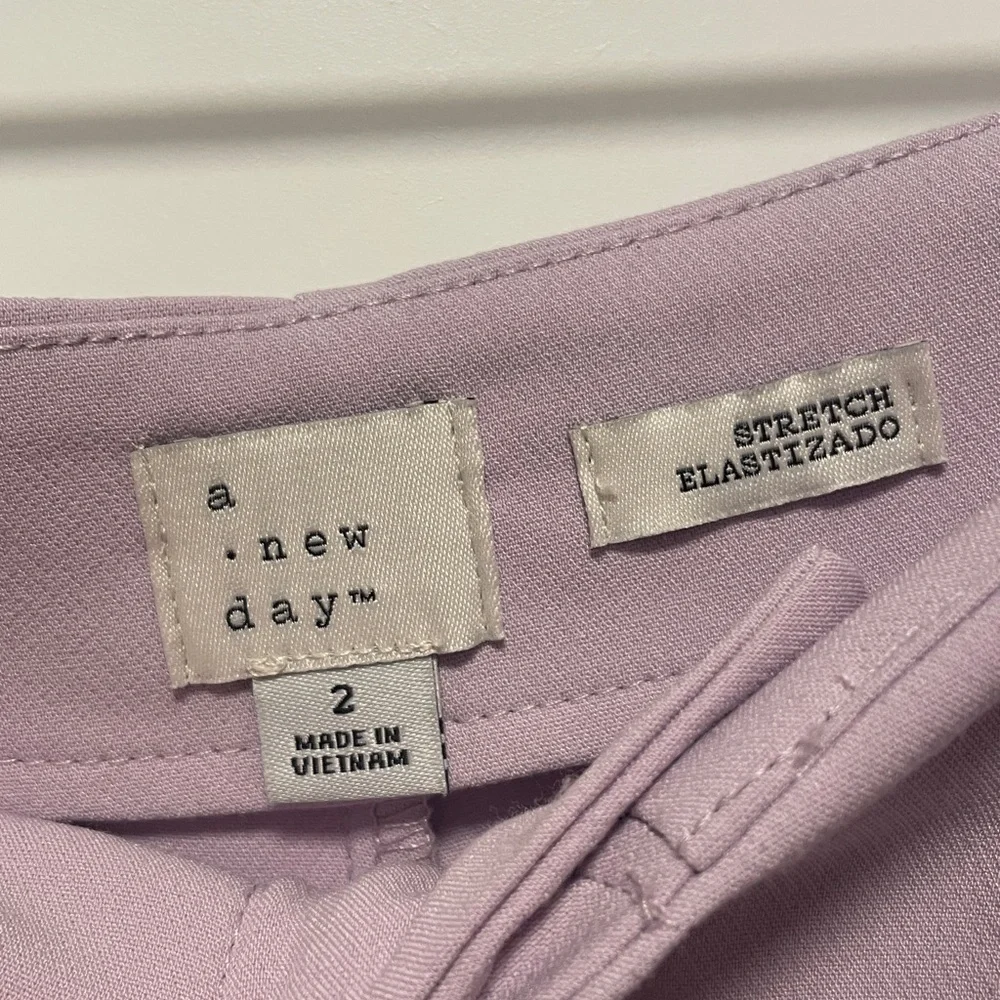 a
· new
day™
2
MADE IN
VIETNAM
STRETCH
ELASTIZADO